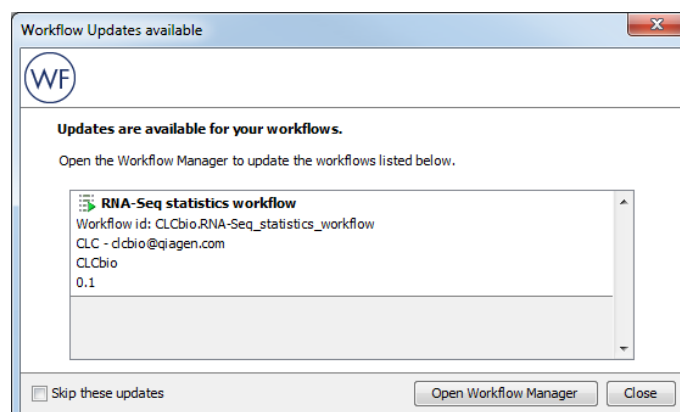 Workflow Updates available
WF
Updates are available for your workflows.
Open the Workflow Manager to update the workflows listed below.
RNA-Seq statistics workflow
Workflow id: CLCbio.RNA-Seq_statistics_workflow
CLC - clcbio@qiagen.com
CLCbio
0.1
Skip these updates
Open Workflow Manager
Close